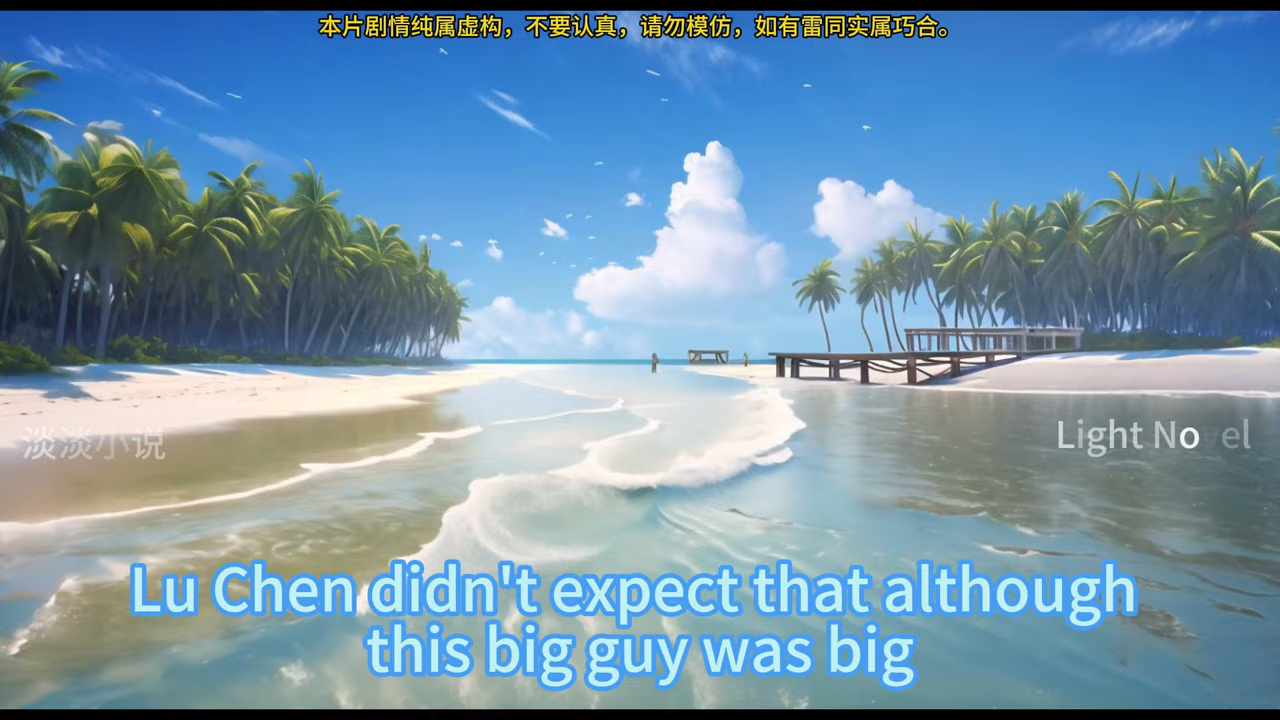 本片剧情纯属虚构，不要认真，请勿模仿，如有雷同实属巧合。
淡淡小说
Light Novel
Lu Chen didn't expect that although
this big guy was big